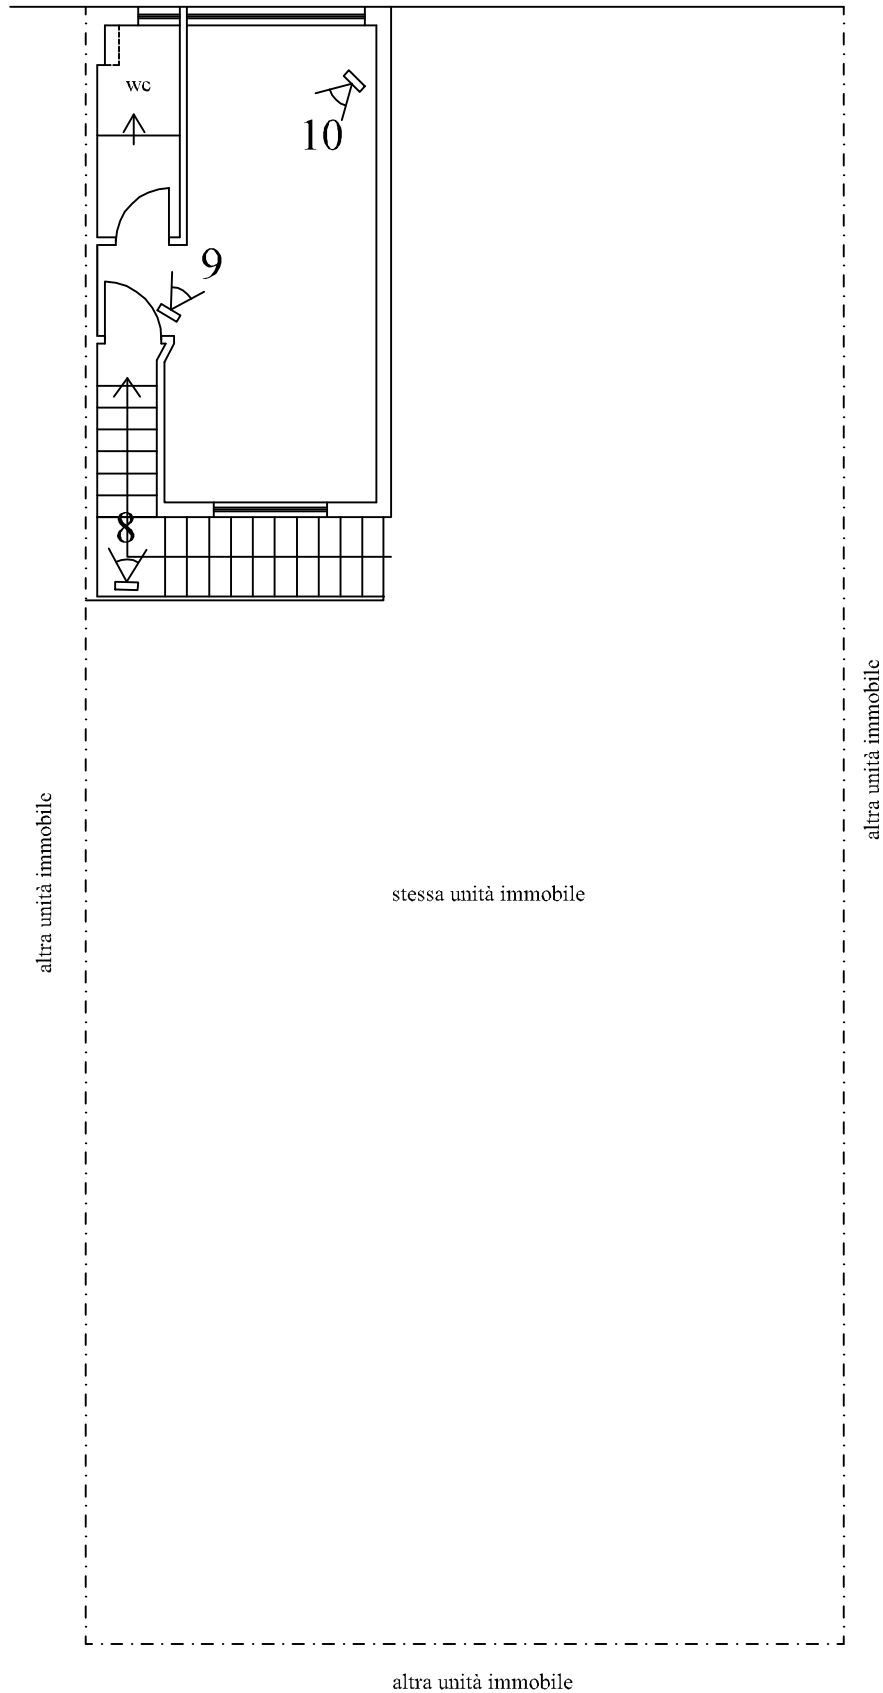 wc
10
9
8
altra unità immobile
altra unità immobile
stessa unità immobile
altra unità immobile